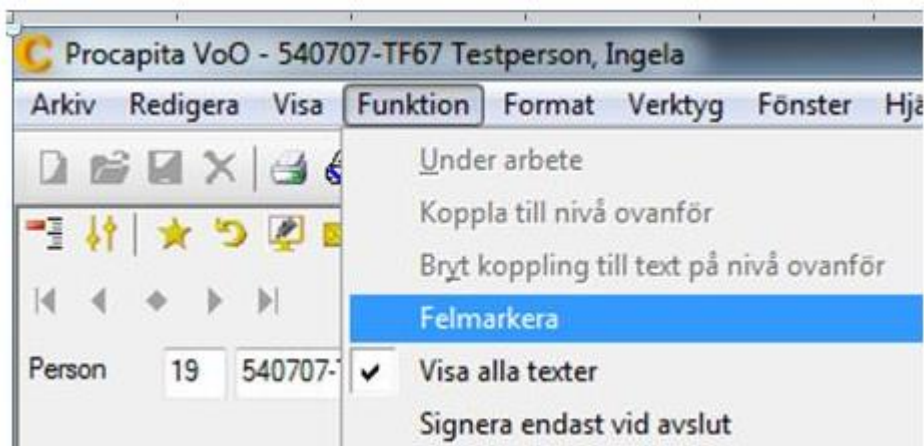 Procapita VoO - 540707-TF67 Testperson, Ingela
Arkiv Redigera Visa Funktion Format Verktyg Fönster Hjä
Under arbete
Koppla till nivå ovanför
Bryt koppling till text på nivå ovanför
Felmarkera
Person 19 540707-T Visa alla texter
Signera endast vid avslut